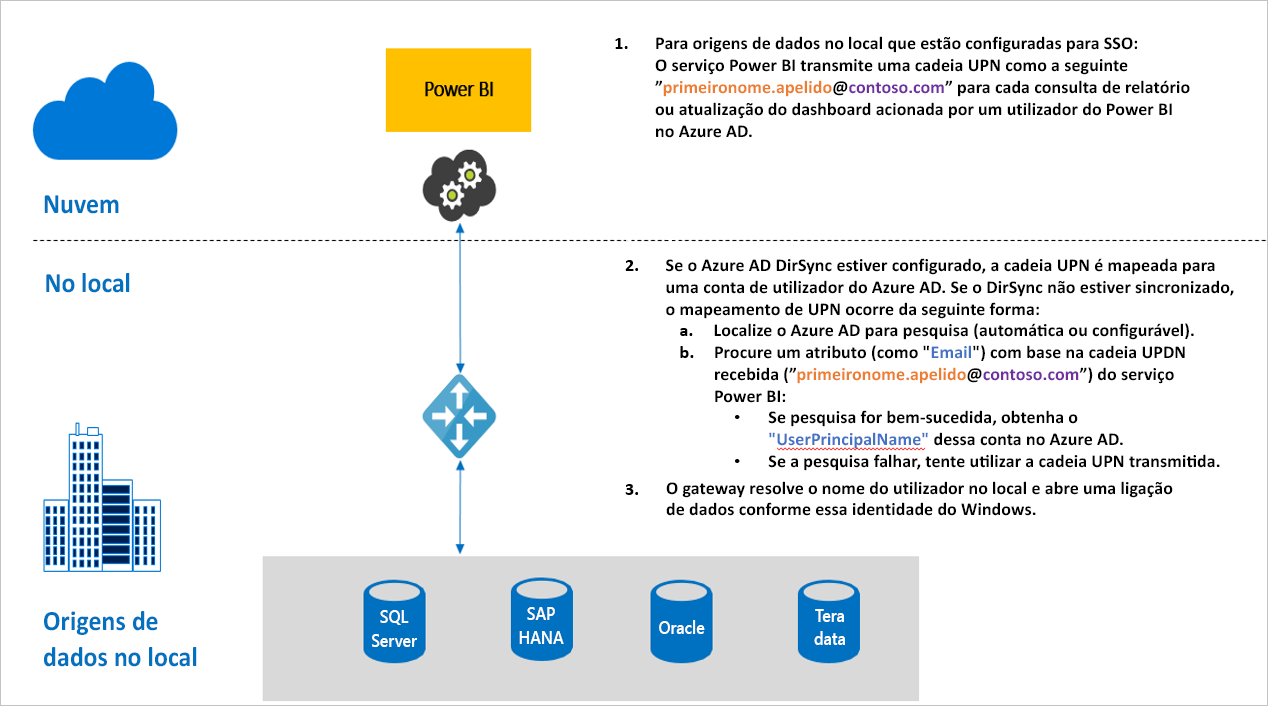 Power BI
1. Para origens de dados no local que estão configuradas para SSO:
O serviço Power BI transmite uma cadeia UPN como a seguinte
”primeironome.apelido@contoso.com” para cada consulta de relatório
ou atualização do dashboard acionada por um utilizador do Power BI
no Azure AD.
Nuvem
No local
2. Se o Azure AD DirSync estiver configurado, a cadeia UPN é mapeada para
uma conta de utilizador do Azure AD. Se o DirSync não estiver sincronizado,
o mapeamento de UPN ocorre da seguinte forma:
a. Localize o Azure AD para pesquisa (automática ou configurável).
b. Procure um atributo (como "Email") com base na cadeia UPDN
recebida (”primeironome.apelido@contoso.com”) do serviço
Power BI:
• Se pesquisa for bem-sucedida, obtenha o
"UserPrincipalName" dessa conta no Azure AD.
• Se a pesquisa falhar, tente utilizar a cadeia UPN transmitida.
3. O gateway resolve o nome do utilizador no local e abre uma ligação
de dados conforme essa identidade do Windows.
Origens de
dados no local
SQL
Server
SAP
HANA
Oracle
Tera
data